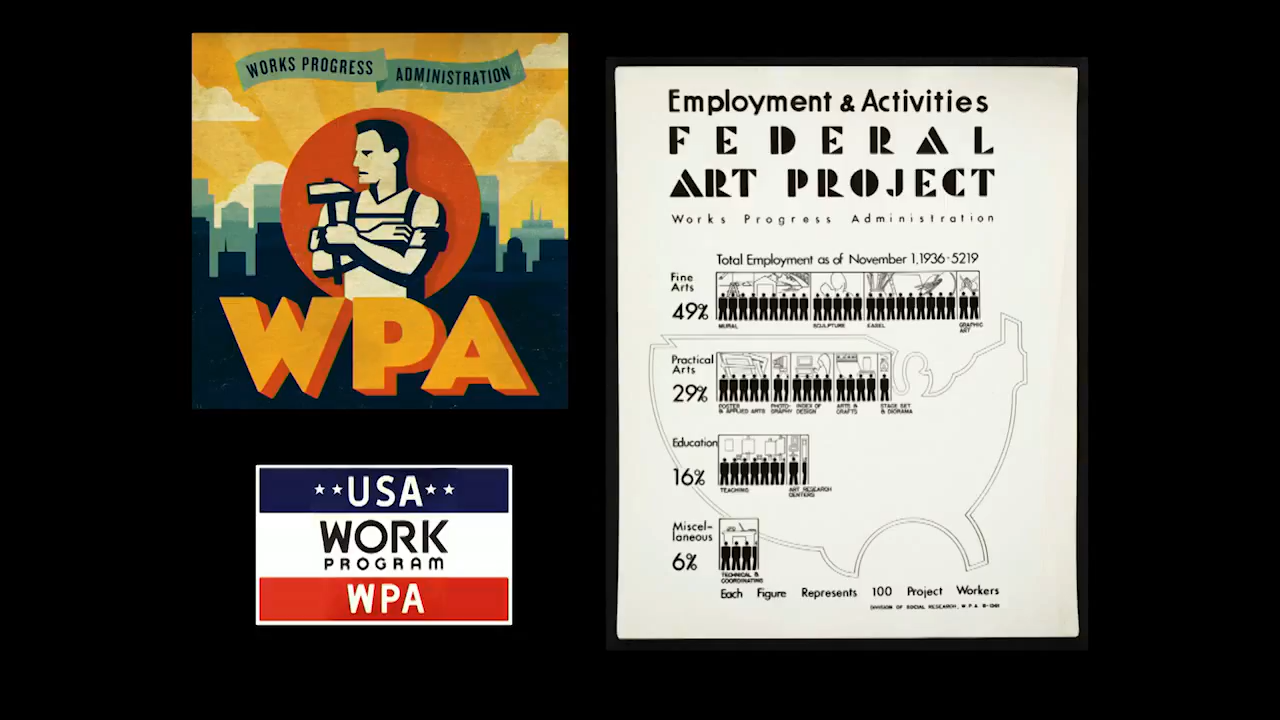 WORKS PROGRESS ADMINISTRATION
WPA
★★USA★★
WORK
PROGRAM
WPA
Employment & Activities
FEDERAL
ART PROJECT
Works Progress Administration
Total Employment as of November 1,1936-5219
Fine
Arts
49%
MURAL
SCULPTURE
EASEL
GRAPHIC
ART
Practical
Arts
29%
POSTER
& APPLIED ARTS
PHOTO-
GRAPHY
INDEX OF
DESIGN
ARTS &
CRAFTS
STAGE SET
& DIORAMA
Education
16%
TEACHING
ART RESEARCH
CENTERS
Miscel-
laneous
6%
TECHNICAL &
COORDINATING
Each Figure Represents 100 Project Workers
DIVISION OF SOCIAL RESEARCH, W.P.A.